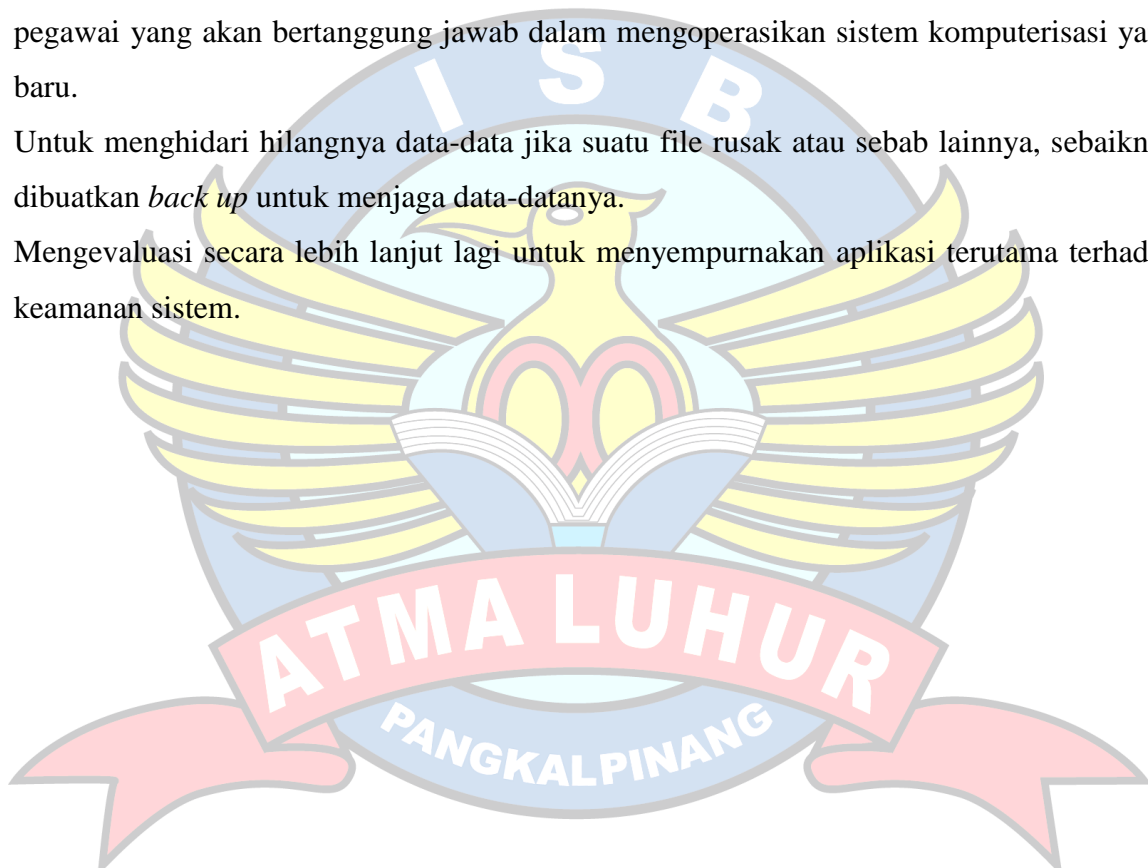 pegawai yang akan bertanggung jawab dalam mengoperasikan sistem komputerisasi ya
baru.
Untuk menghidari hilangnya data-data jika suatu file rusak atau sebab lainnya, sebaikn
dibuatkan back up untuk menjaga data-datanya.
Mengevaluasi secara lebih lanjut lagi untuk menyempurnakan aplikasi terutama terhad
keamanan sistem.
I S B
ATMA LUHUR
PANGKALPINANG